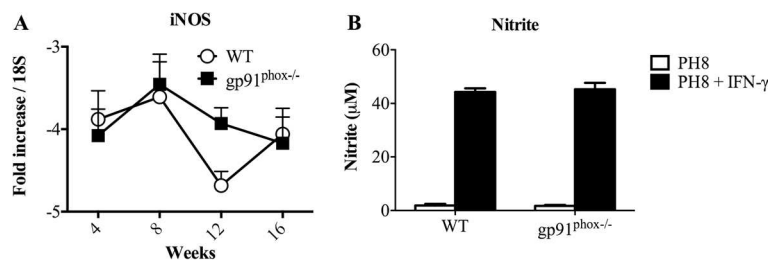 A
iNOS
WT
gp91phox-/-
Fold increase / 18S
-3
-4
-5
4
8
12
16
Weeks
B
Nitrite
PH8
PH8 + IFN-γ
Nitrite (μM)
60
40
20
0
WT
gp91phox-/-